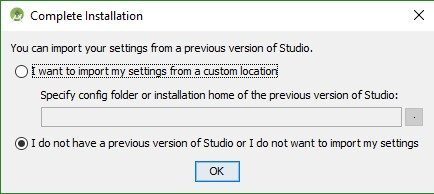 Complete Installation
You can import your settings from a previous version of Studio.
I want to import my settings from a custom location
Specify config folder or installation home of the previous version of Studio:
.
I do not have a previous version of Studio or I do not want to import my settings
OK